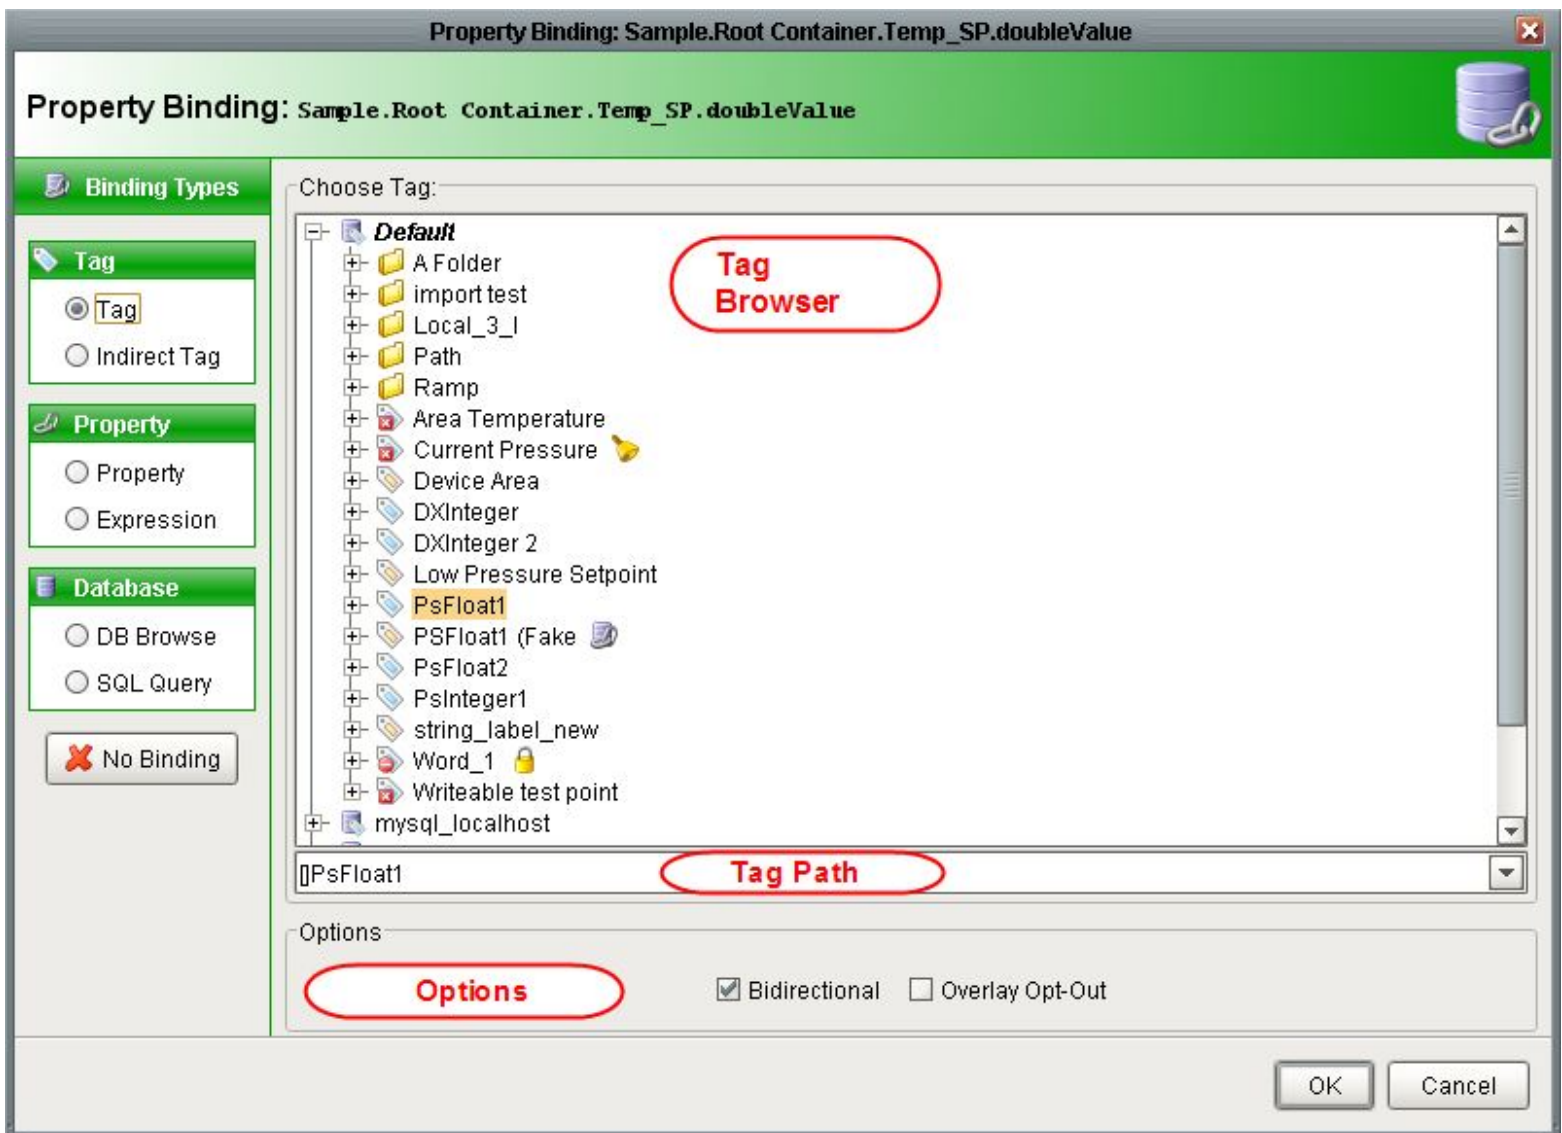 Property Binding: Sample.Root Container.Temp_SP.doubleValue
Property Binding: Sample.Root Container.Temp_SP.doubleValue
Binding Types
Tag
Tag
Indirect Tag
Property
Property
Expression
Database
DB Browse
SQL Query
No Binding
Choose Tag:
Default
A Folder
import test
Local_3_I
Path
Ramp
Area Temperature
Current Pressure
Device Area
DXInteger
DXInteger 2
Low Pressure Setpoint
PsFloat1
PSFloat1 (Fake
PsFloat2
PsInteger1
string_label_new
Word_1
Writeable test point
mysql_localhost
Tag
Browser
[]PsFloat1
Tag Path
Options
Options
Bidirectional
Overlay Opt-Out
OK
Cancel